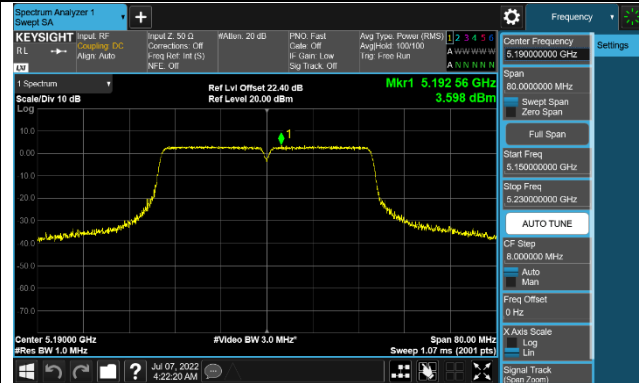 Spectrum Analyzer 1
Swept SA
+
Frequency
KEYSIGHT
RL
LXI
Input: RF
Coupling: DC
Align: Auto
Input Z: 50 Ω
Corrections: Off
Freq Ref: Int (S)
NFE: Off
#Atten: 20 dB
PNO: Fast
Gate: Off
IF Gain: Low
Sig Track: Off
Avg Type: Power (RMS)
Avg|Hold: 100/100
Trig: Free Run
1 2 3 4 5 6
A W W W W W
A N N N N N
1 Spectrum
Scale/Div 10 dB
Log
Ref Lvl Offset 22.40 dB
Ref Level 20.00 dBm
Mkr1 5.192 56 GHz
3.598 dBm
1
10.0
0.00
-10.0
-20.0
-30.0
-40.0
-50.0
-60.0
-70.0
Center 5.19000 GHz
#Res BW 1.0 MHz
#Video BW 3.0 MHz*
Span 80.00 MHz
Sweep 1.07 ms (2001 pts)
Jul 07, 2022
4:22:20 AM
?
Center Frequency
5.190000000 GHz
Settings
Span
80.0000000 MHz
Swept Span
Zero Span
Full Span
Start Freq
5.150000000 GHz
Stop Freq
5.230000000 GHz
AUTO TUNE
CF Step
8.000000 MHz
Auto
Man
Freq Offset
0 Hz
X Axis Scale
Log
Lin
Signal Track
(Span Zoom)